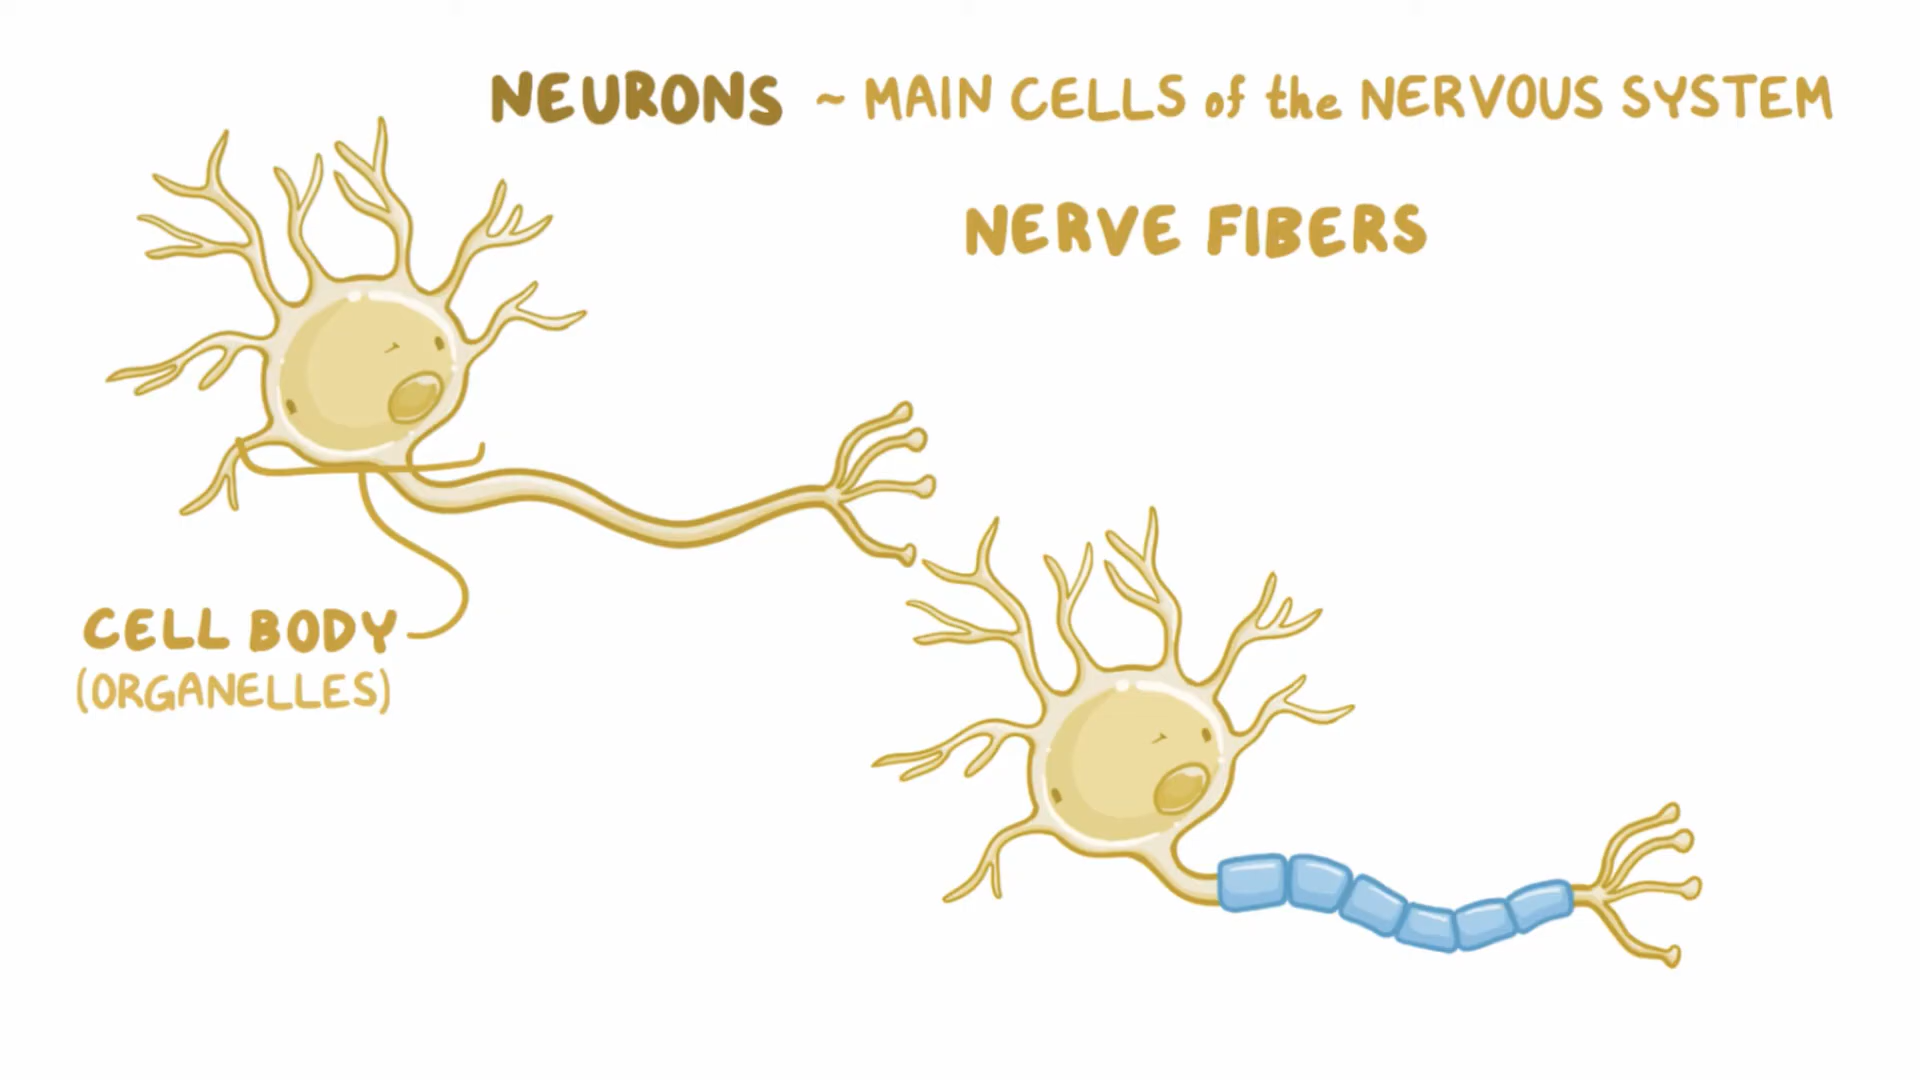 NEURONS ~ MAIN CELLS of the NERVOUS SYSTEM
NERVE FIBERS
CELL BODY
(ORGANELLES)